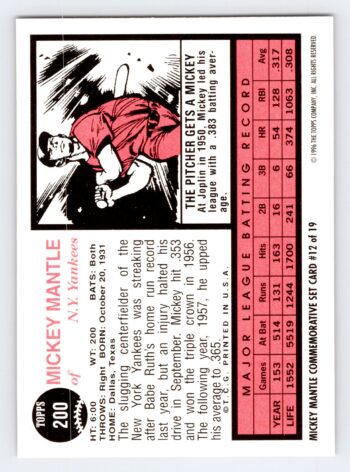 TOPPS
200
MICKEY MANTLE
of N.Y. Yankees
HT: 6:00 WT: 200 BATS: Both
THROWS: Right BORN: October 20, 1931
HOME: Dallas, Texas
The slugging centerfielder of the
New York Yankees was streaking
after Babe Ruth's home run record
last year, but an injury halted his
drive in September. Mickey hit .353
and won the triple crown in 1956.
The following year, 1957, he upped
his average to .365.
© T.C.G. PRINTED IN U.S.A.
THE PITCHER GETS A MICKEY
At Joplin in 1950, Mickey led his
league with a .383 batting aver-
age.
MAJOR LEAGUE BATTING RECORD
Games At Bat Runs Hits 2B 3B HR RBI Avg
YEAR 153 514 131 163 16 6 54 128 .317
LIFE 1552 5519 1244 1700 241 66 374 1063 .308
MICKEY MANTLE COMMEMORATIVE SET CARD #12 of 19
© 1996 THE TOPPS COMPANY, INC. ALL RIGHTS RESERVED.